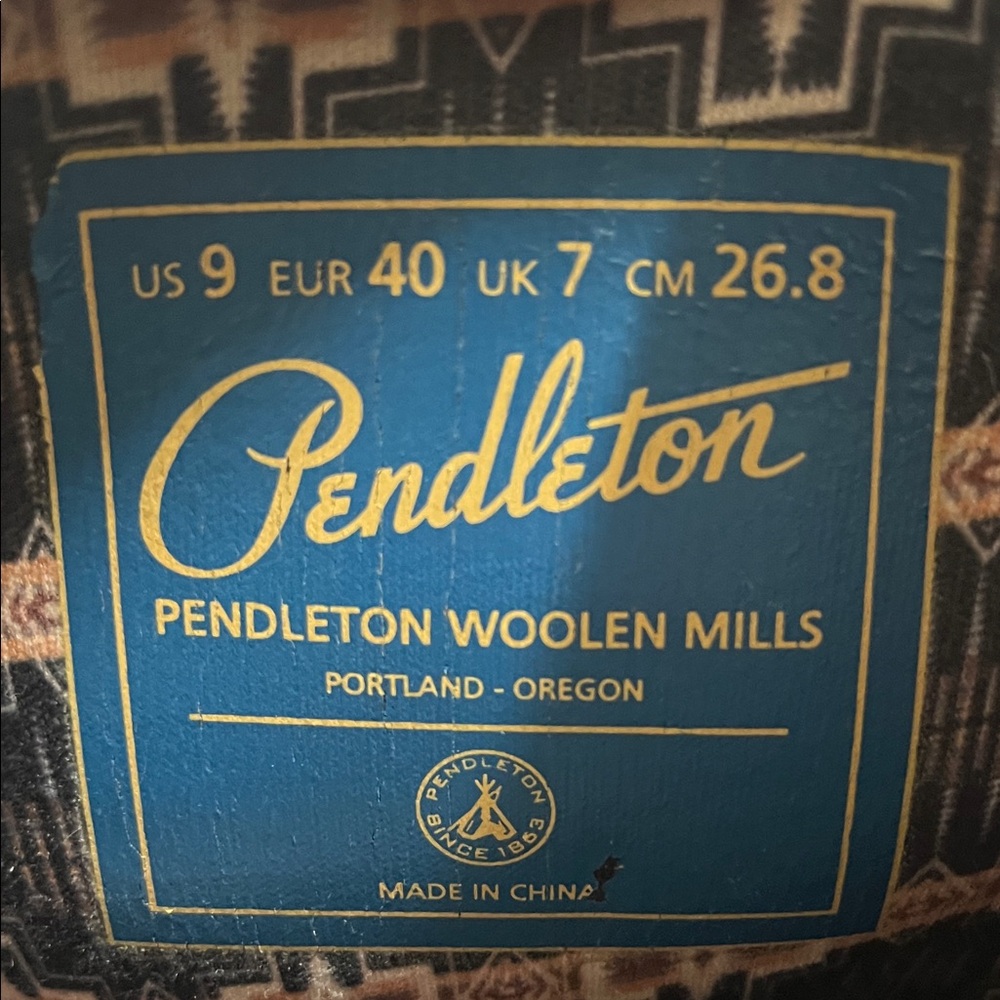 US 9 EUR 40 UK 7 CM 26.8
Pendleton
PENDLETON WOOLEN MILLS
PORTLAND - OREGON
PENDLETON
SINCE 1863
MADE IN CHINA